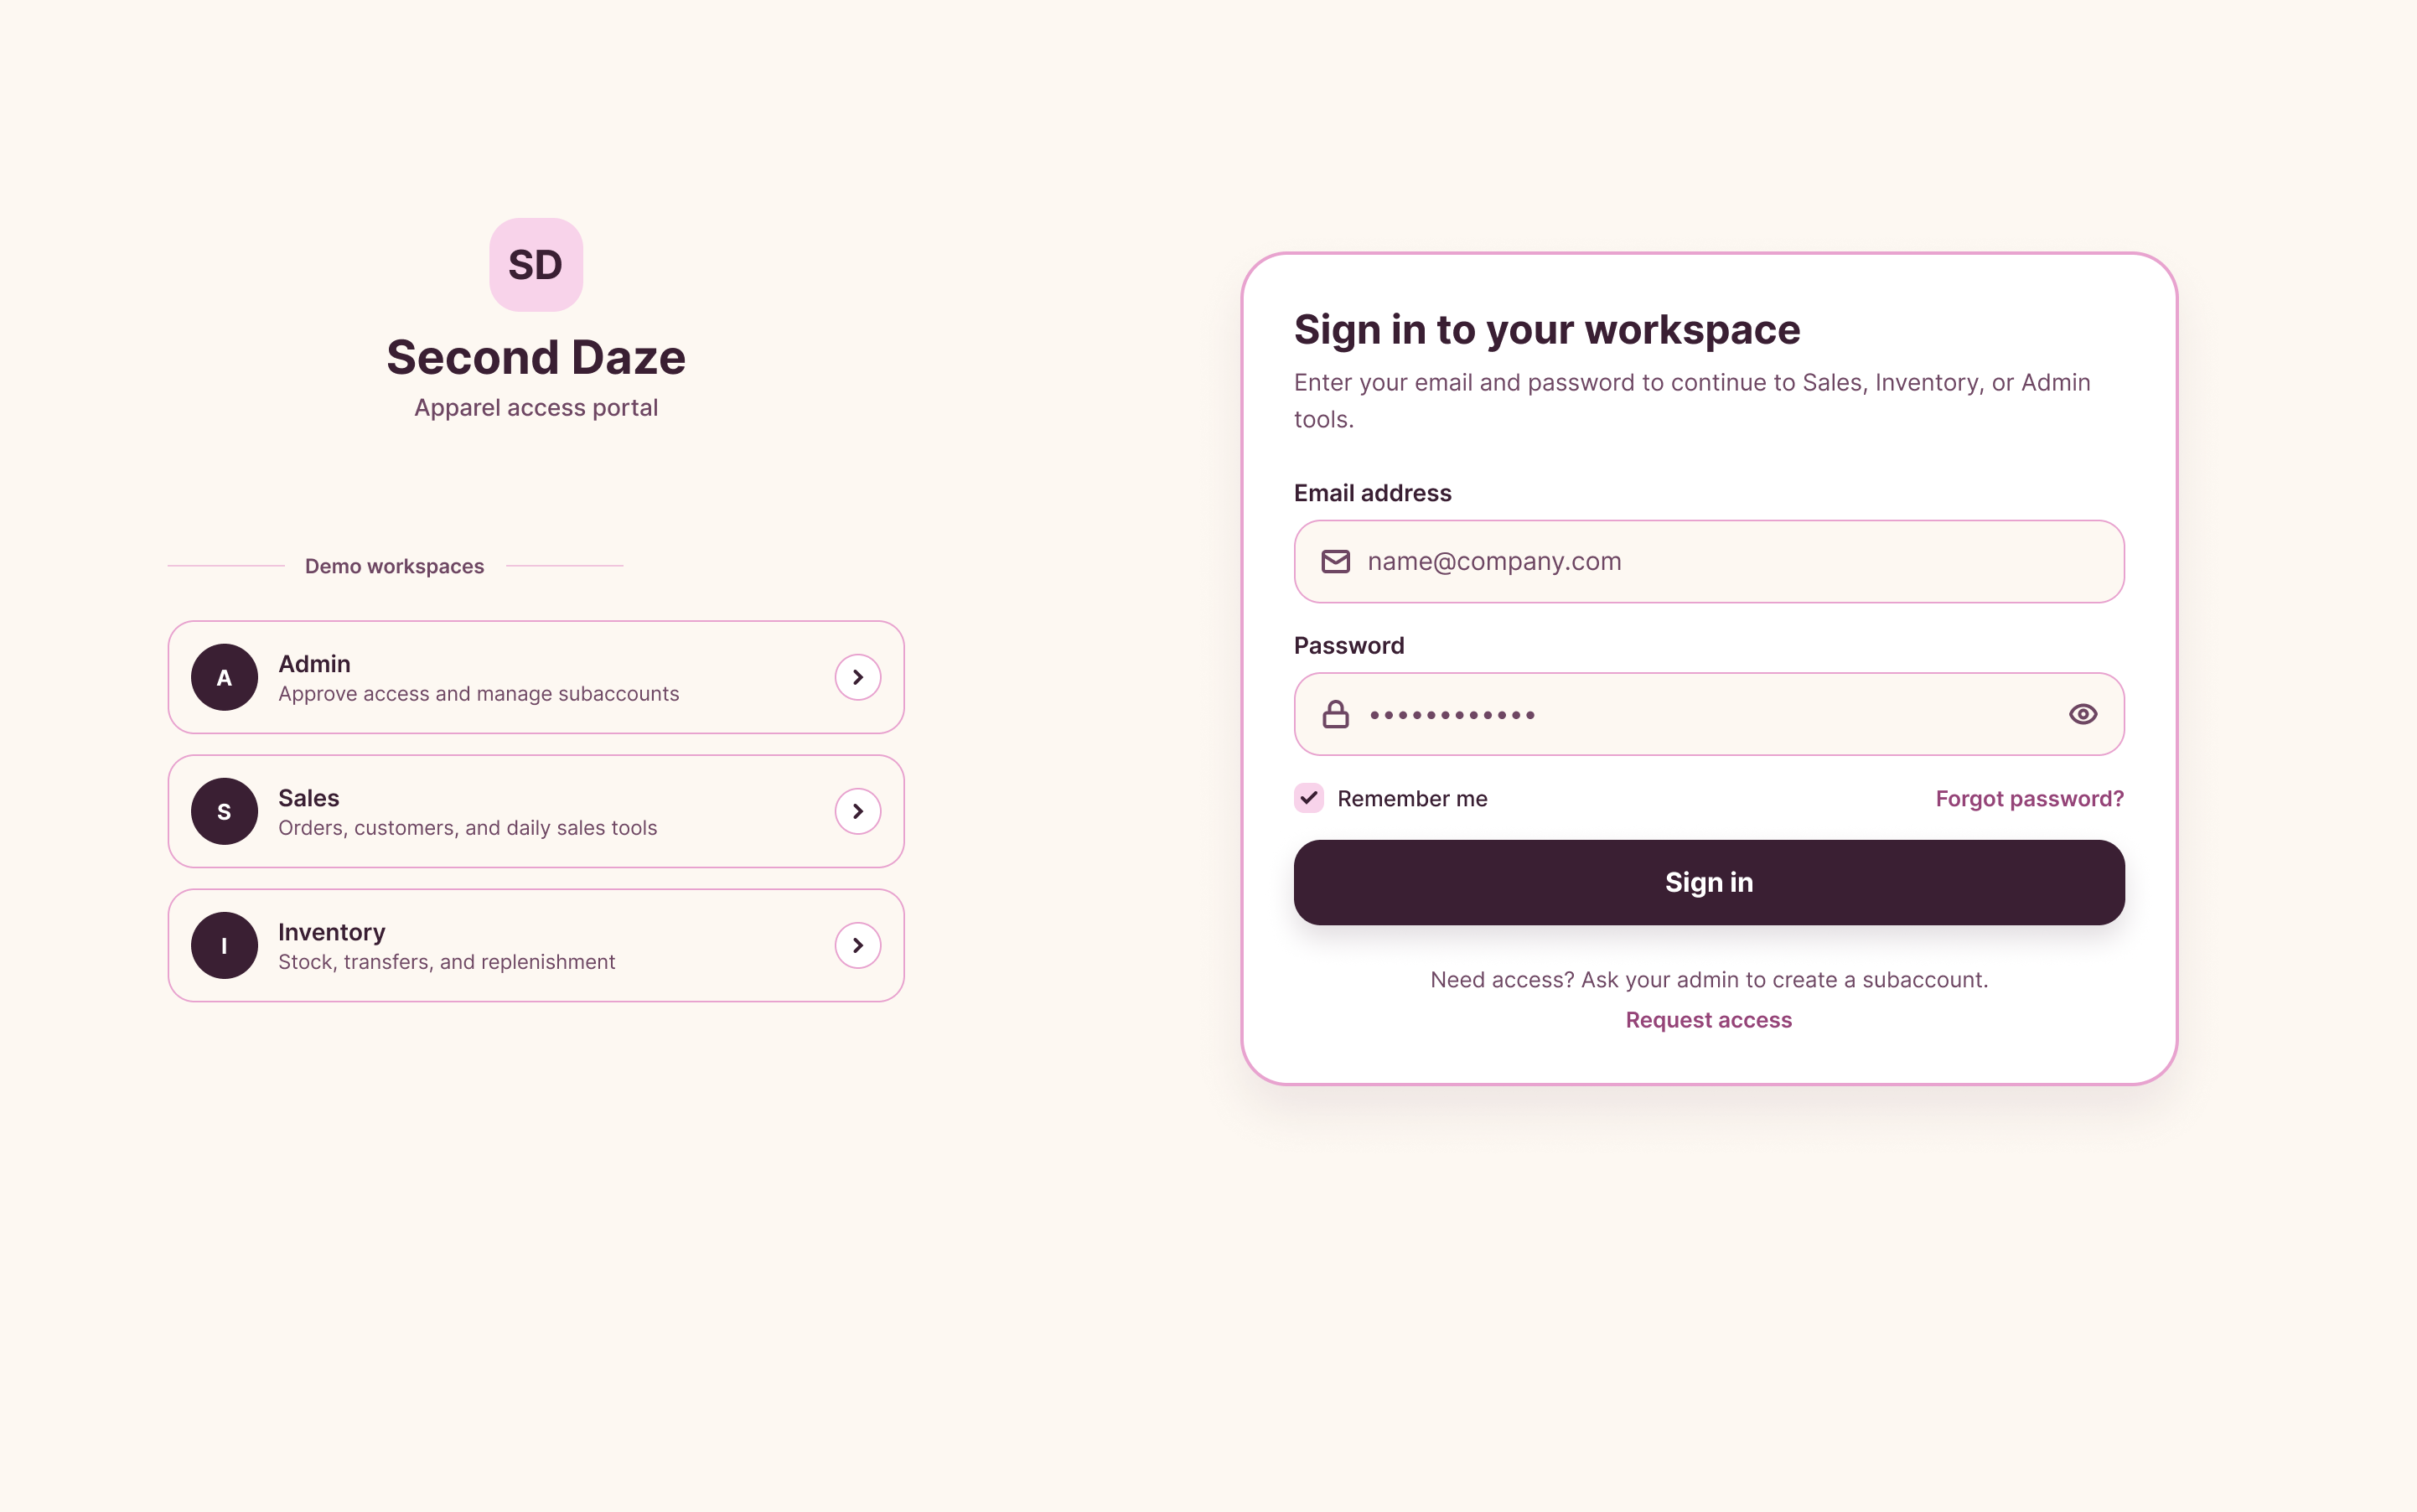 SD
Second Daze
Apparel access portal
Demo workspaces
A
Admin
Approve access and manage subaccounts
S
Sales
Orders, customers, and daily sales tools
I
Inventory
Stock, transfers, and replenishment
Sign in to your workspace
Enter your email and password to continue to Sales, Inventory, or Admin
tools.
Email address
name@company.com
Password
••••••••••••
Remember me
Forgot password?
Sign in
Need access? Ask your admin to create a subaccount.
Request access